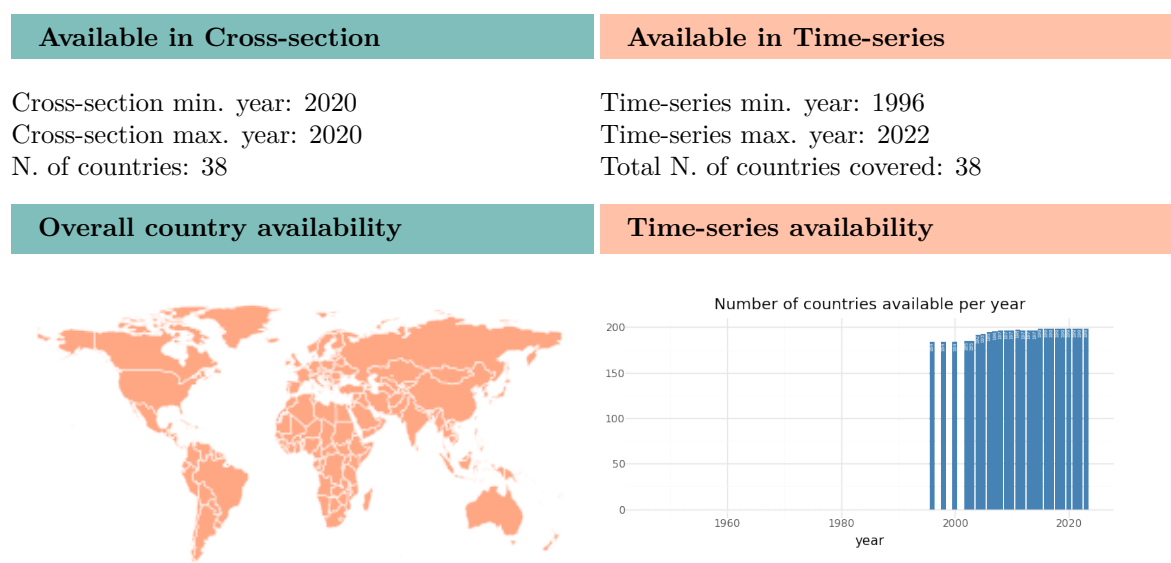 Available in Cross-section
Available in Time-series
Cross-section min. year: 2020
Cross-section max. year: 2020
N. of countries: 38
Time-series min. year: 1996
Time-series max. year: 2022
Total N. of countries covered: 38
Overall country availability
Time-series availability
Number of countries available per year
200
150
100
50
0
1960 1980 2000 2020
year